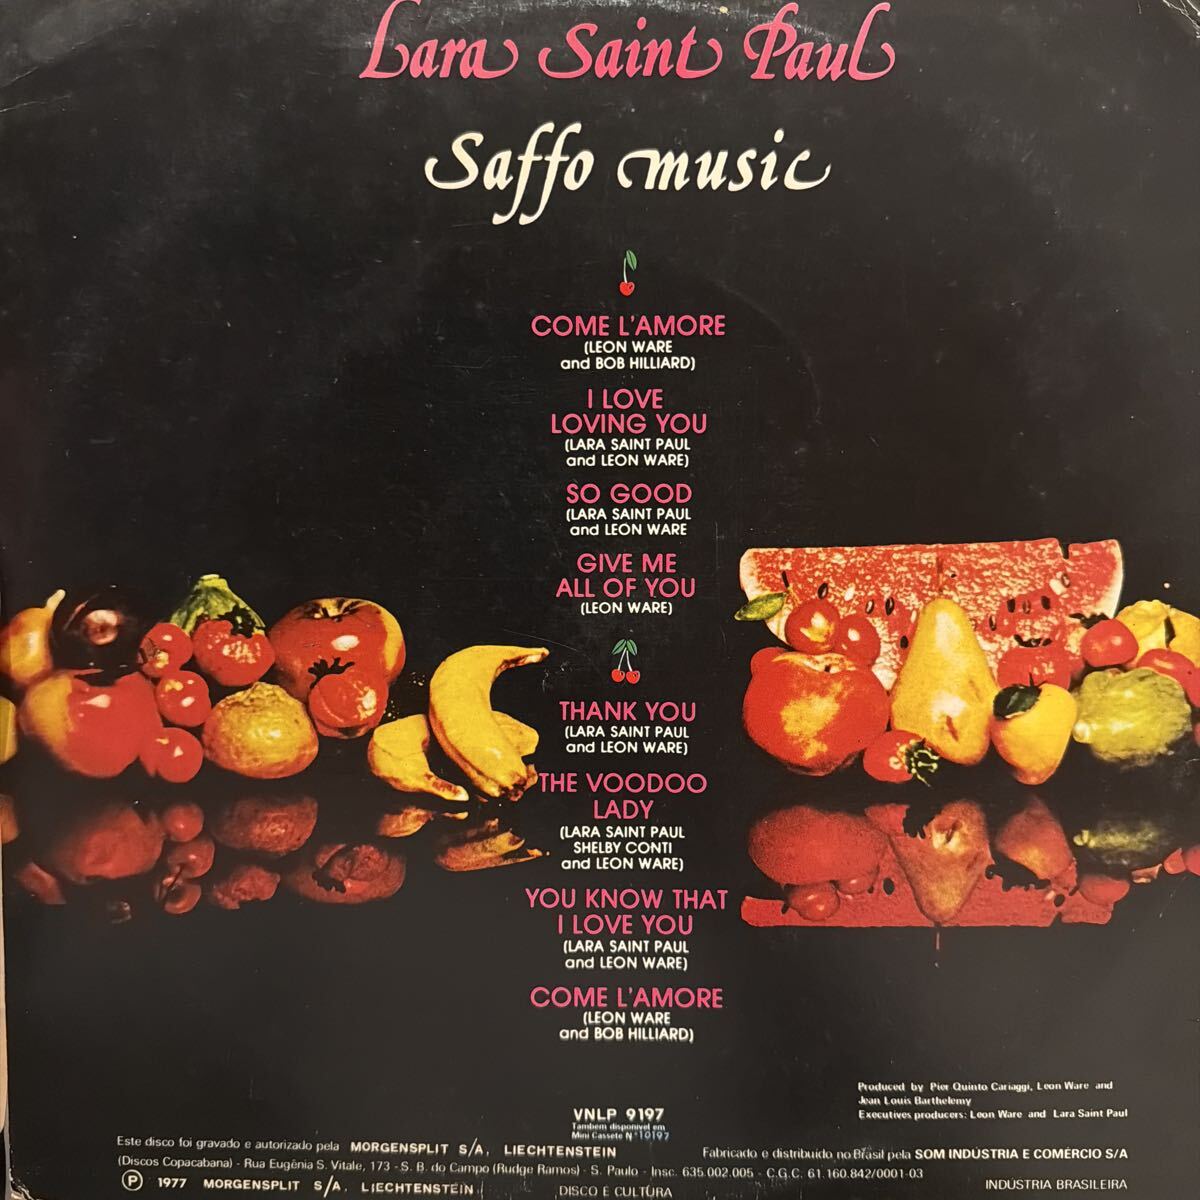 Lara Saint Paul
Saffo music
COME L'AMORE
(LEON WARE
and BOB HILLIARD)
I LOVE
LOVING YOU
(LARA SAINT PAUL
and LEON WARE)
SO GOOD
(LARA SAINT PAUL
and LEON WARE
GIVE ME
ALL OF YOU
(LEON WARE)
THANK YOU
(LARA SAINT PAUL
and LEON WARE)
THE VOODOO
LADY
(LARA SAINT PAUL
SHELBY CONTI
and LEON WARE)
YOU KNOW THAT
I LOVE YOU
(LARA SAINT PAUL
and LEON WARE)
COME L'AMORE
(LEON WARE
and BOB HILLIARD)
Produced by Pier Quinto Cariaggi, Leon Ware and
Jean Louis Barthelemy
Executives producers: Leon Ware and Lara Saint Paul
VNLP 9197
Tambem disponivel em
Mini Cassete Nº 10197
Este disco foi gravado e autorizado pela MORGENSPLIT S/A, LIECHTENSTEIN
Fabricado e distribuido no Brasil pela SOM INDÚSTRIA E COMÉRCIO S/A
(Discos Copacabana) - Rua Eugênia S. Vitale, 173 - S. B. do Campo (Rudge Ramos) - S. Paulo - Insc. 635.002.005 - C.G.C. 61.160.842/0001-03
Ⓟ 1977 MORGENSPLIT S/A. LIECHTENSTEIN.
DISCO É CULTURA
INDÚSTRIA BRASILEIRA